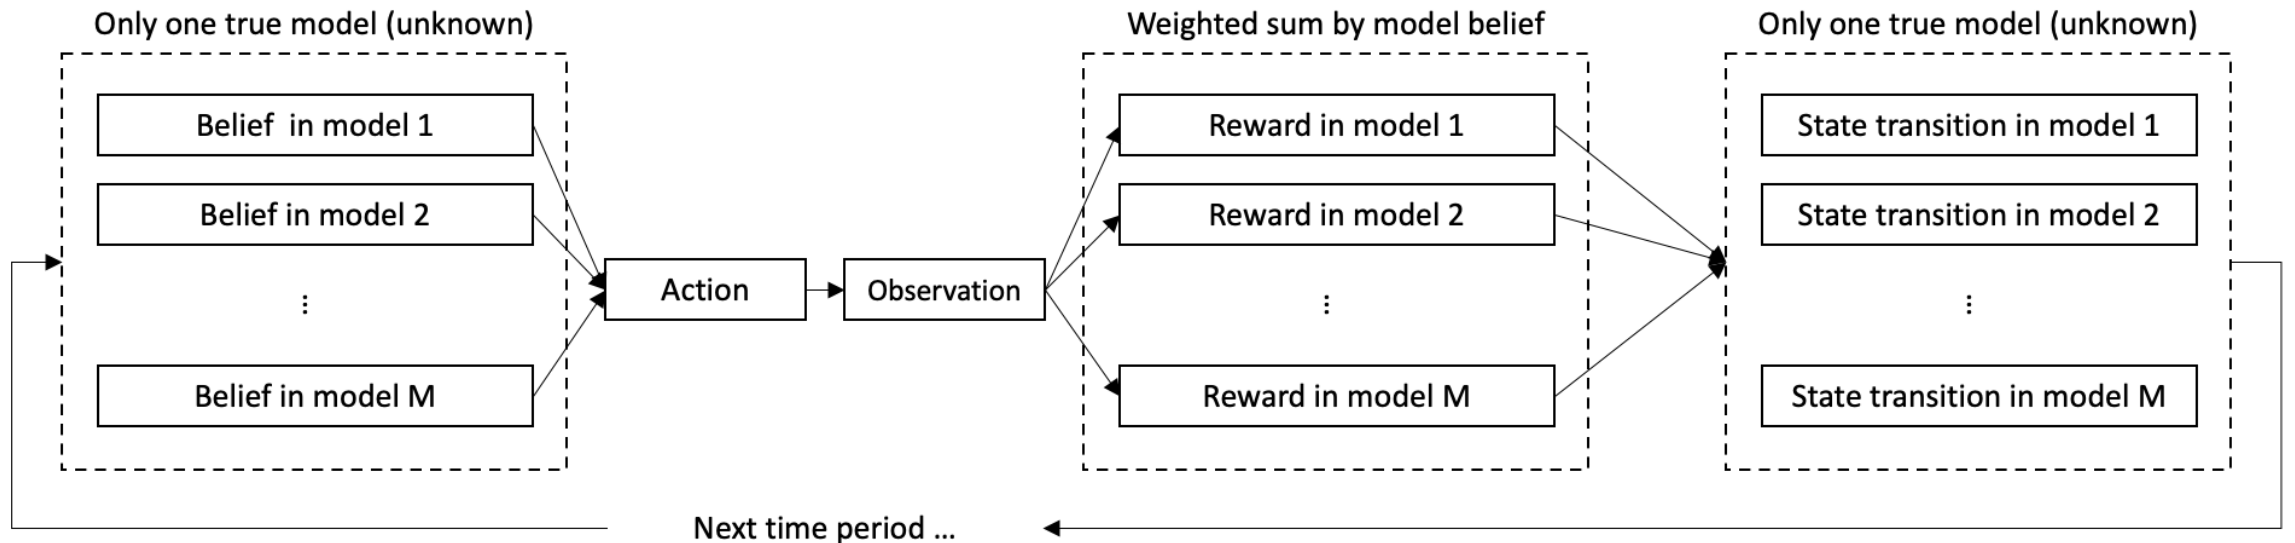 Only one true model (unknown)
Belief in model 1
Belief in model 2
⋮
Belief in model M
Action
Observation
Weighted sum by model belief
Reward in model 1
Reward in model 2
⋮
Reward in model M
Only one true model (unknown)
State transition in model 1
State transition in model 2
⋮
State transition in model M
Next time period ...